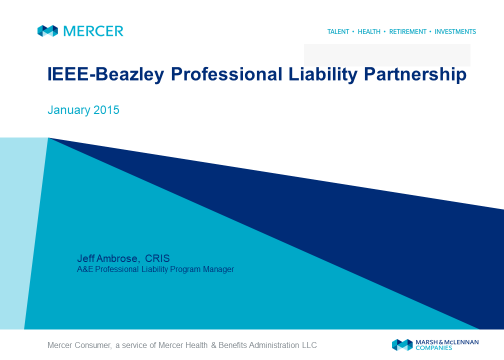 MERCER
TALENT • HEALTH • RETIREMENT • INVESTMENTS
IEEE-Beazley Professional Liability Partnership
January 2015
Jeff Ambrose, CRIS
A&E Professional Liability Program Manager
Mercer Consumer, a service of Mercer Health & Benefits Administration LLC
MARSH & McLENNAN
COMPANIES